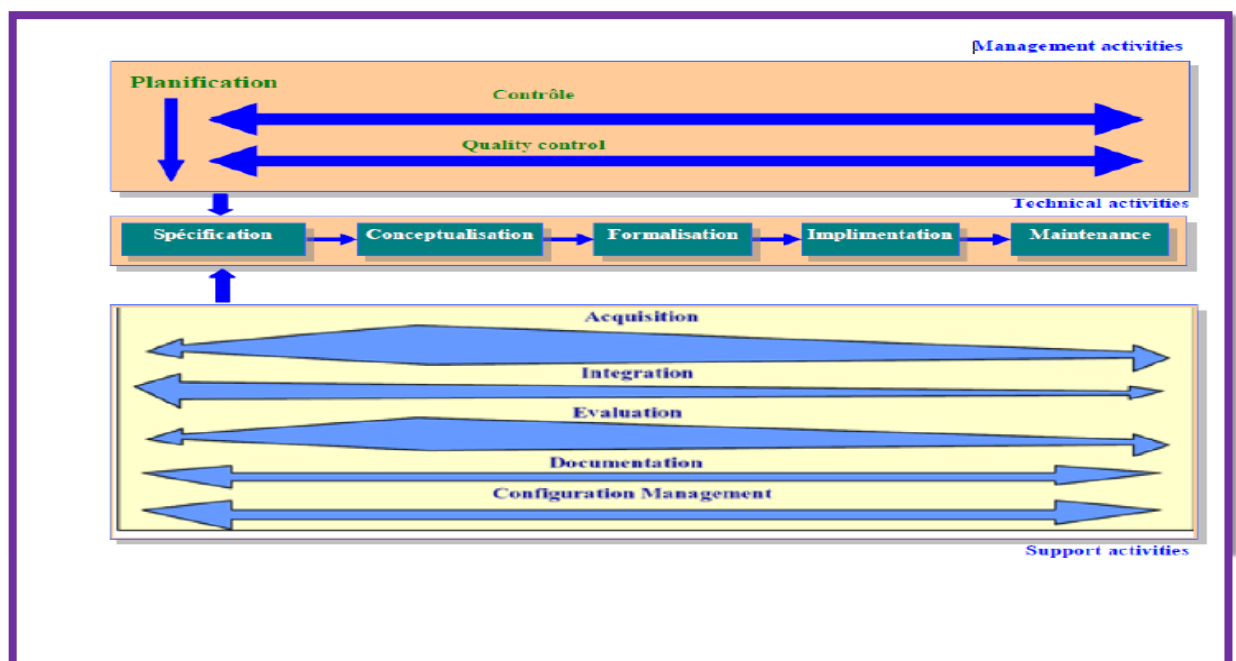 Management activities
Planification
Contrôle
Quality control
Technical activities
Spécification Conceptualisation Formalisation Implimentation Maintenance
Acquisition
Integration
Evaluation
Documentation
Configuration Management
Support activities